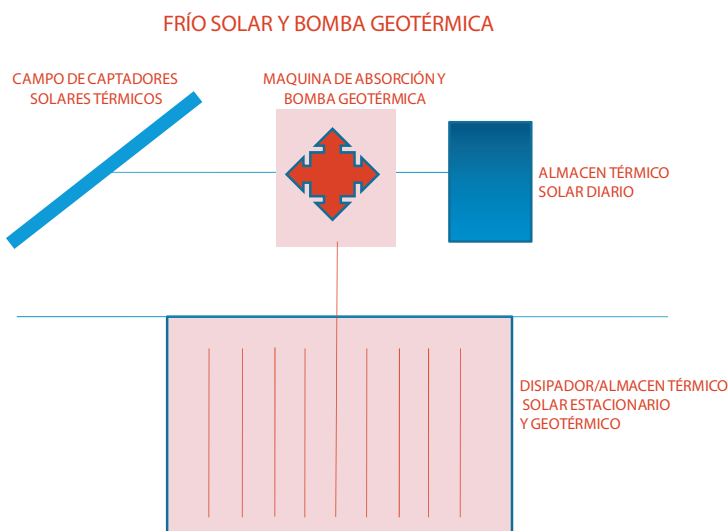 FRÍO SOLAR Y BOMBA GEOTÉRMICA
CAMPO DE CAPTADORES
SOLARES TÉRMICOS
MAQUINA DE ABSORCIÓN Y
BOMBA GEOTÉRMICA
ALMACEN TÉRMICO
SOLAR DIARIO
DISIPADOR/ALMACEN TÉRMICO
SOLAR ESTACIONARIO
Y GEOTÉRMICO